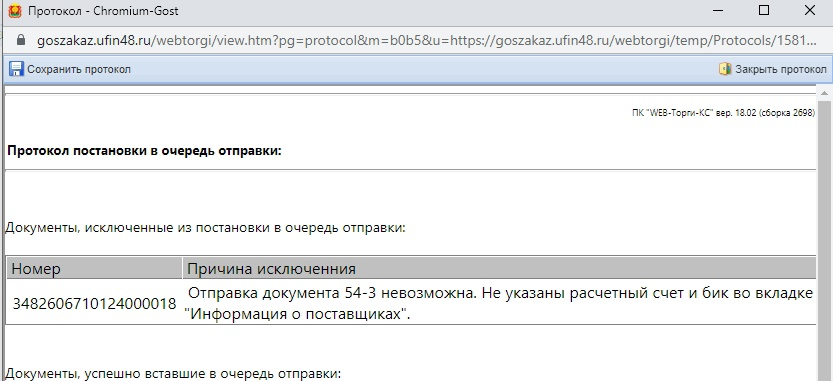 Протокол - Chromium-Gost
goszakaz.ufin48.ru/webtorgi/view.htm?pg=protocol&m=b0b5&u=https://goszakaz.ufin48.ru/webtorgi/temp/Protocols/1581...
Сохранить протокол Закрыть протокол
ПК "WEB-Торги-КС" вер. 18.02 (сборка 2698)
Протокол постановки в очередь отправки:
Документы, исключенные из постановки в очередь отправки:
Номер Причина исключенния
3482606710124000018 Отправка документа 54-3 невозможна. Не указаны расчетный счет и бик во вкладке
"Информация о поставщиках".
Документы, успешно вставшие в очередь отправки: